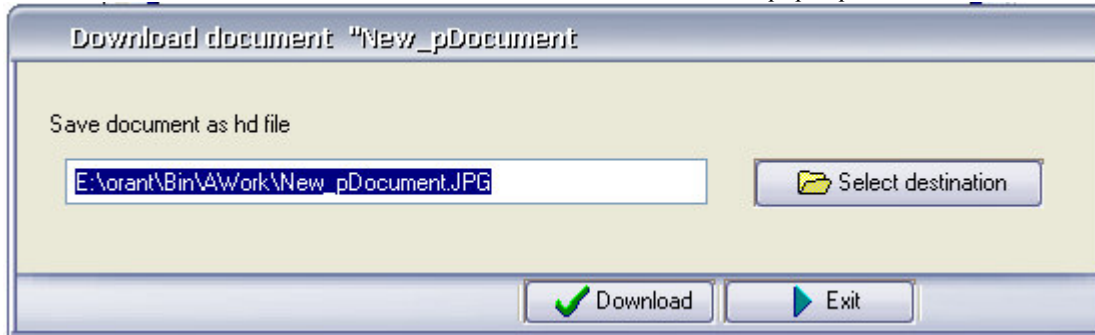 Download document "New_pDocument
Save document as hd file
E:\orant\Bin\AWork\New_pDocument.JPG
Select destination
Download
Exit